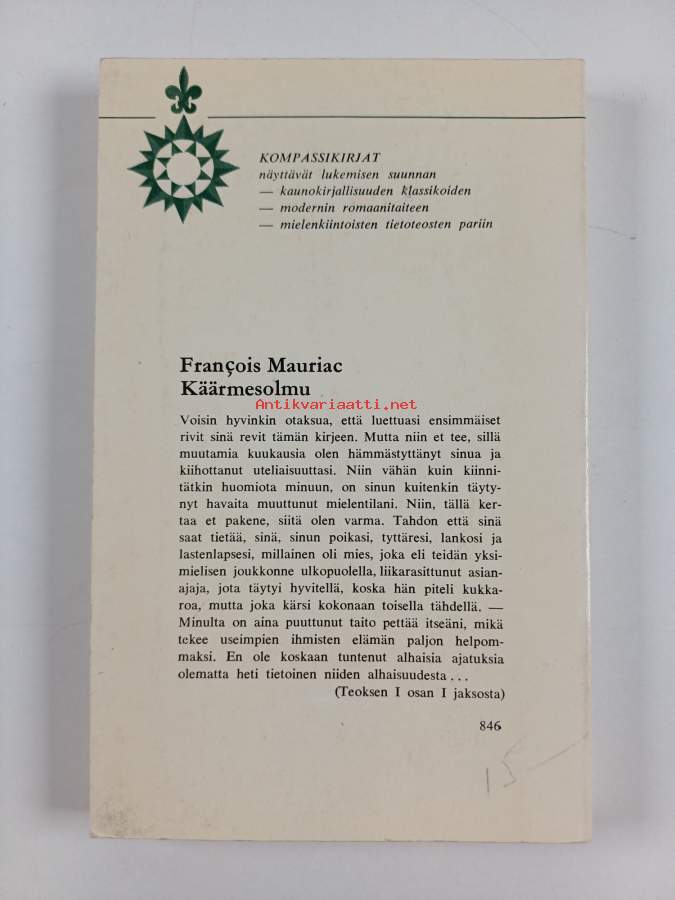 KOMPASSIKIRJAT
näyttävät lukemisen suunnan
— kaunokirjallisuuden klassikoiden
— modernin romaanitaiteen
— mielenkiintoisten tietoteosten pariin
François Mauriac
Käärmesolmu
Antikvariaatti.net
Voisin hyvinkin otaksua, että luettuasi ensimmäiset
rivit sinä revit tämän kirjeen. Mutta niin et tee, sillä
muutamia kuukausia olen hämmästyttänyt sinua ja
kiihottanut uteliaisuuttasi. Niin vähän kuin kiinni-
tätkin huomiota minuun, on sinun kuitenkin täyty-
nyt havaita muuttunut mielentilani. Niin, tällä ker-
taa et pakene, siitä olen varma. Tahdon että sinä
saat tietää, sinä, sinun poikasi, tyttäresi, lankosi ja
lastenlapsesi, millainen oli mies, joka eli teidän yksi-
mielisen joukkonne ulkopuolella, liikarasittunut asian-
ajaja, jota täytyi hyvitellä, koska hän piteli kukka-
roa, mutta joka kärsi kokonaan toisella tähdellä. —
Minulta on aina puuttunut taito pettää itseäni, mikä
tekee useimpien ihmisten elämän paljon helpom-
maksi. En ole koskaan tuntenut alhaisia ajatuksia
olematta heti tietoinen niiden alhaisuudesta ...
(Teoksen I osan I jaksosta)
846
15